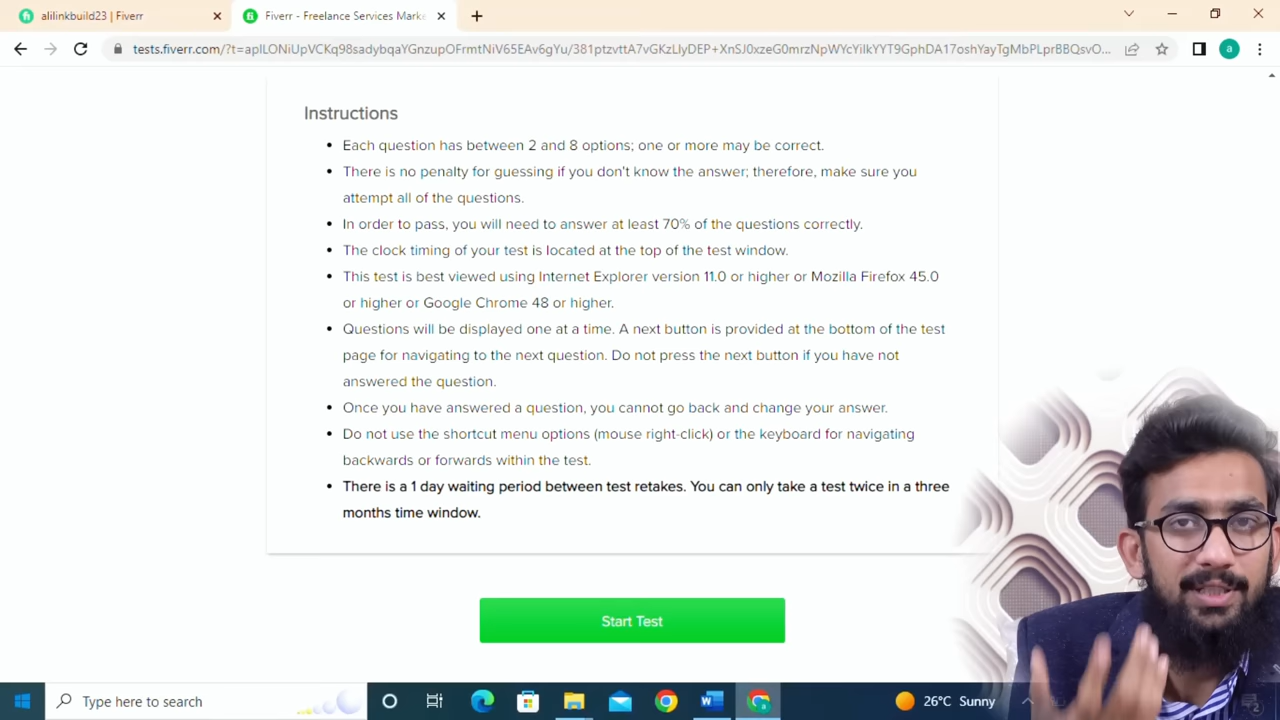 alilinkbuild23 | Fiverr
Fiverr - Freelance Services Marke
tests.fiverr.com/?t=
Instructions
• Each question has between 2 and 8 options; one or more may be correct.
• There is no penalty for guessing if you don't know the answer; therefore, make sure you
attempt all of the questions.
• In order to pass, you will need to answer at least 70% of the questions correctly.
• The clock timing of your test is located at the top of the test window.
• This test is best viewed using Internet Explorer version 11.0 or higher or Mozilla Firefox 45.0
or higher or Google Chrome 48 or higher.
• Questions will be displayed one at a time. A next button is provided at the bottom of the test
page for navigating to the next question. Do not press the next button if you have not
answered the question.
• Once you have answered a question, you cannot go back and change your answer.
• Do not use the shortcut menu options (mouse right-click) or the keyboard for navigating
backwards or forwards within the test.
• There is a 1 day waiting period between test retakes. You can only take a test twice in a three
months time window.
Start Test
Type here to search
26°C Sunny